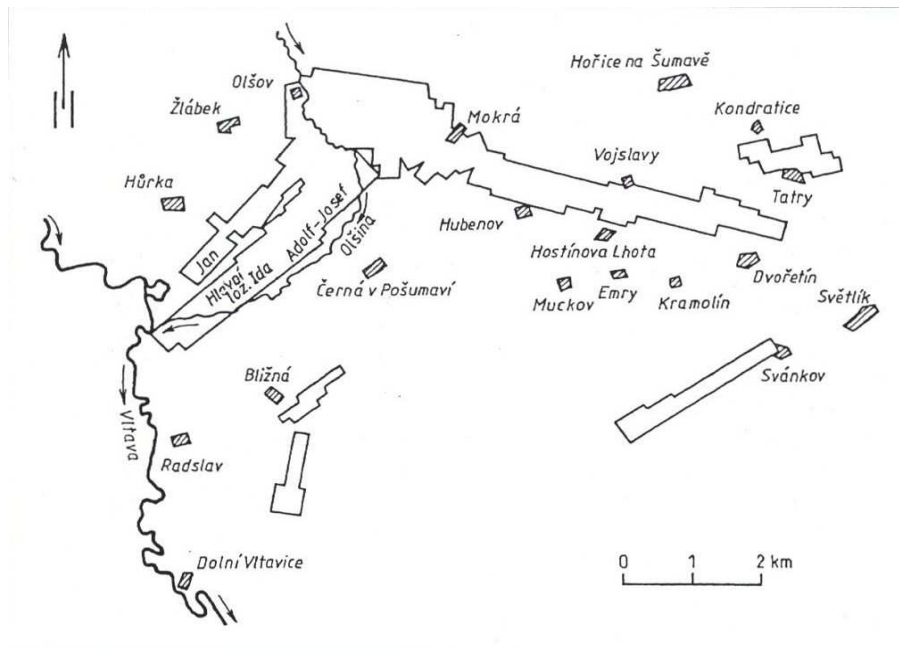 Hořice na Šumavě
Olšov
Žlábek
Mokrá
Kondratice
Vojslavy
Hůrka
Tatry
Hubenov
Jan
Hlavní
lož. Ida
Adolf-Josef
Olšina
Hostínova Lhota
Černá v Pošumaví
Muckov
Emry
Kramolín
Dvořetín
Světlík
Bližná
Svánkov
Vltava
Radslav
Dolní Vltavice
0 1 2 km